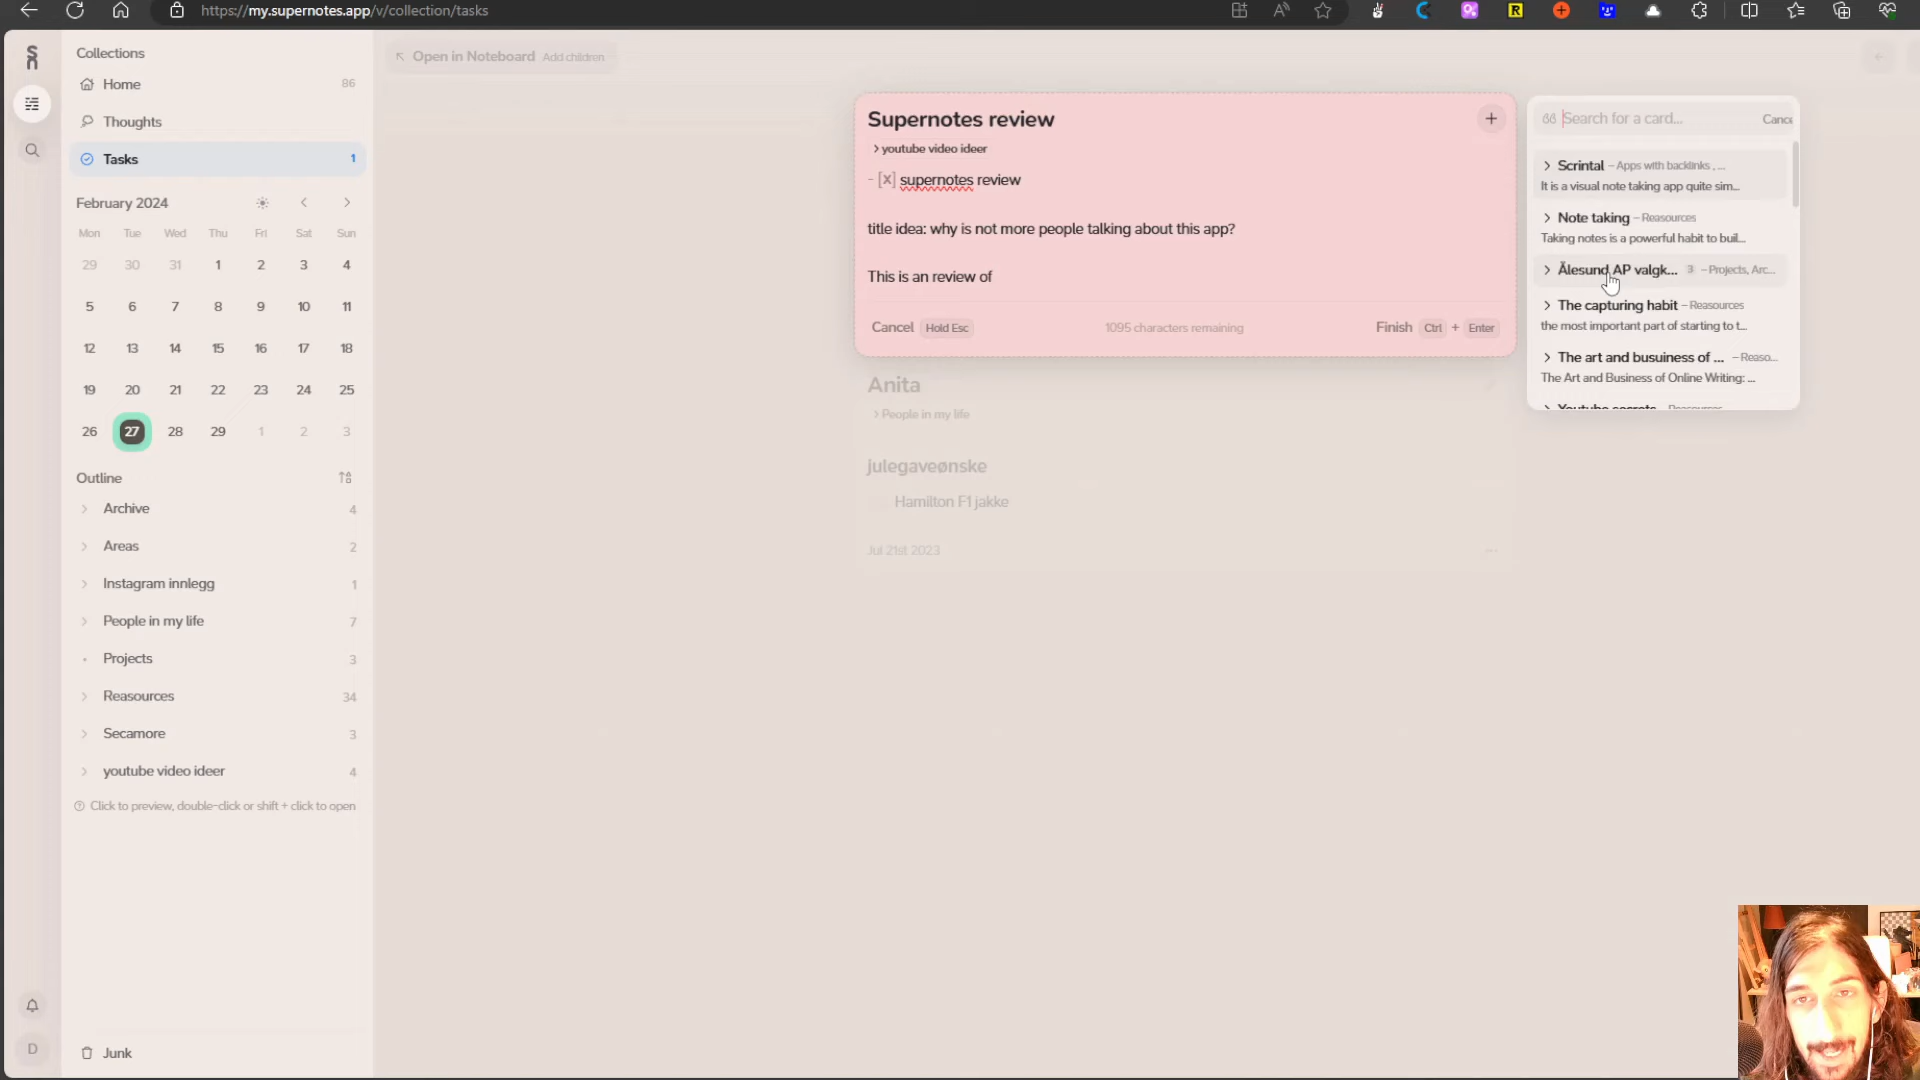 https://my.supernotes.app/v/collection/tasks
Collections
Home 86
Thoughts
Tasks 1
February 2024
Mon Tue Wed Thu Fri Sat Sun
29 30 31 1 2 3 4
5 6 7 8 9 10 11
12 13 14 15 16 17 18
19 20 21 22 23 24 25
26 27 28 29 1 2 3
Outline
Archive 4
Areas 2
Instagram innlegg 1
People in my life 7
Projects 3
Reasources 34
Secamore 3
youtube video ideer 4
Click to preview, double-click or shift + click to open
D
Junk
Open in Noteboard Add children
Supernotes review
youtube video ideer
- [x] supernotes review
title idea: why is not more people talking about this app?
This is an review of
Cancel Hold Esc 1095 characters remaining Finish Ctrl + Enter
Anita
People in my life
julegaveønske
Hamilton F1 jakke
Jul 21st 2023
Search for a card...
Scrintal – Apps with backlinks , ...
It is a visual note taking app quite sim...
Note taking – Reasources
Taking notes is a powerful habit to buil...
Ålesund AP valgk... 3 – Projects, Arc...
The capturing habit – Reasources
the most important part of starting to t...
The art and busuiness of ... – Reaso...
The Art and Business of Online Writing: ...
Youtube secrets – Reasources